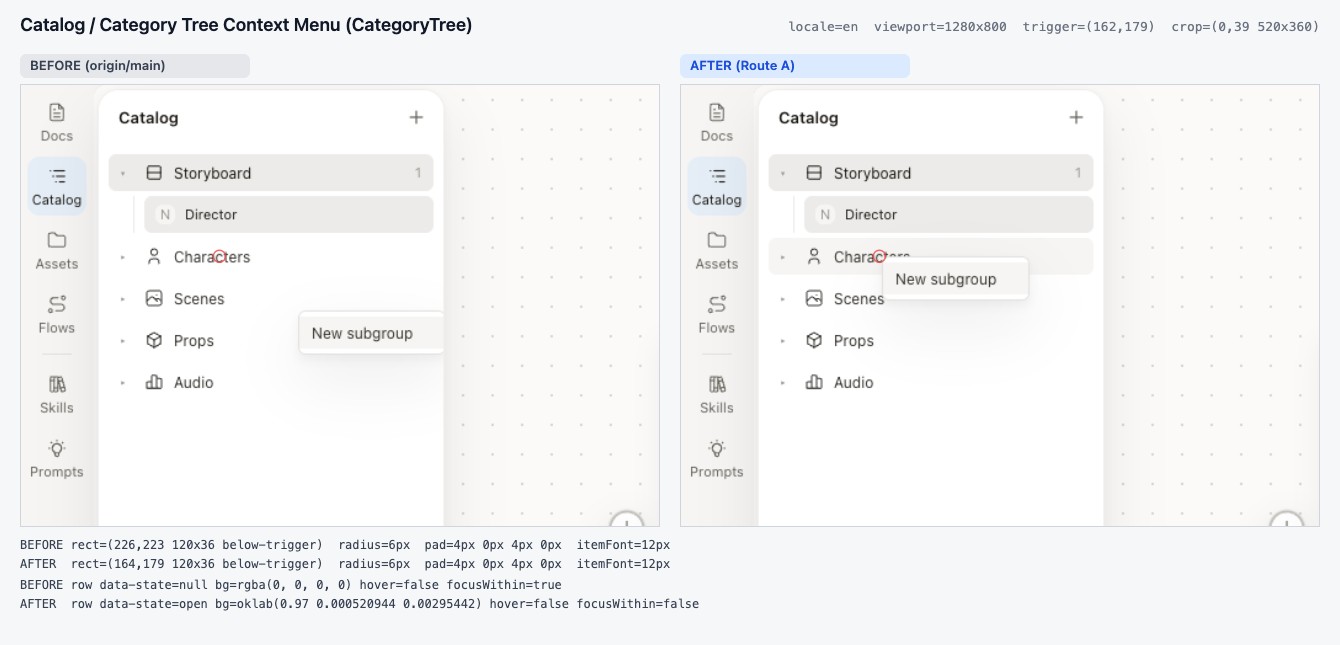 Catalog / Category Tree Context Menu (CategoryTree)
locale=en viewport=1280x800 trigger=(162,179) crop=(0,39 520x360)
BEFORE (origin/main)
Docs
Catalog
Assets
Flows
Skills
Prompts
Catalog
Storyboard 1
N Director
Characters
Scenes
New subgroup
Props
Audio
AFTER (Route A)
Docs
Catalog
Assets
Flows
Skills
Prompts
Catalog
Storyboard 1
N Director
Characters
New subgroup
Scenes
Props
Audio
BEFORE rect=(226,223 120x36 below-trigger) radius=6px pad=4px 0px 4px 0px itemFont=12px
AFTER rect=(164,179 120x36 below-trigger) radius=6px pad=4px 0px 4px 0px itemFont=12px
BEFORE row data-state=null bg=rgba(0, 0, 0, 0) hover=false focusWithin=true
AFTER row data-state=open bg=oklab(0.97 0.000520944 0.00295442) hover=false focusWithin=false